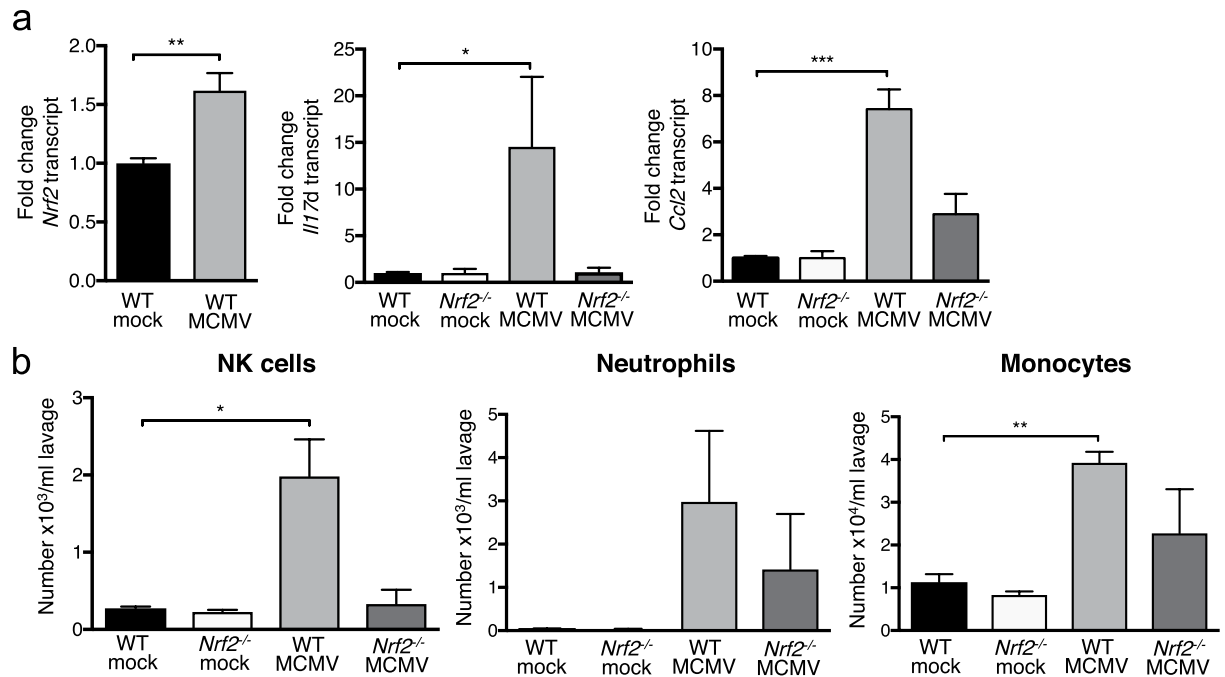 a
Fold change
Nrf2 transcript
2.0
1.5
1.0
0.5
0.0
**
WT
mock
WT
MCMV
Fold change
Il17d transcript
25
20
15
10
5
0
*
WT
mock
Nrf2-/-
mock
WT
MCMV
Nrf2-/-
MCMV
Fold change
Ccl2 transcript
10
8
6
4
2
0
***
WT
mock
Nrf2-/-
mock
WT
MCMV
Nrf2-/-
MCMV
b
NK cells
Number x10³/ml lavage
3
2
1
0
*
WT
mock
Nrf2-/-
mock
WT
MCMV
Nrf2-/-
MCMV
Neutrophils
Number x10³/ml lavage
5
4
3
2
1
0
WT
mock
Nrf2-/-
mock
WT
MCMV
Nrf2-/-
MCMV
Monocytes
Number x10⁴/ml lavage
5
4
3
2
1
0
**
WT
mock
Nrf2-/-
mock
WT
MCMV
Nrf2-/-
MCMV